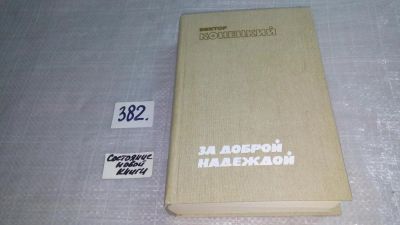 ВИКТОР
КОНЕЦКИЙ
382.
Состояние
новой
книги
ЗА ДОБРОЙ
НАДЕЖДОЙ